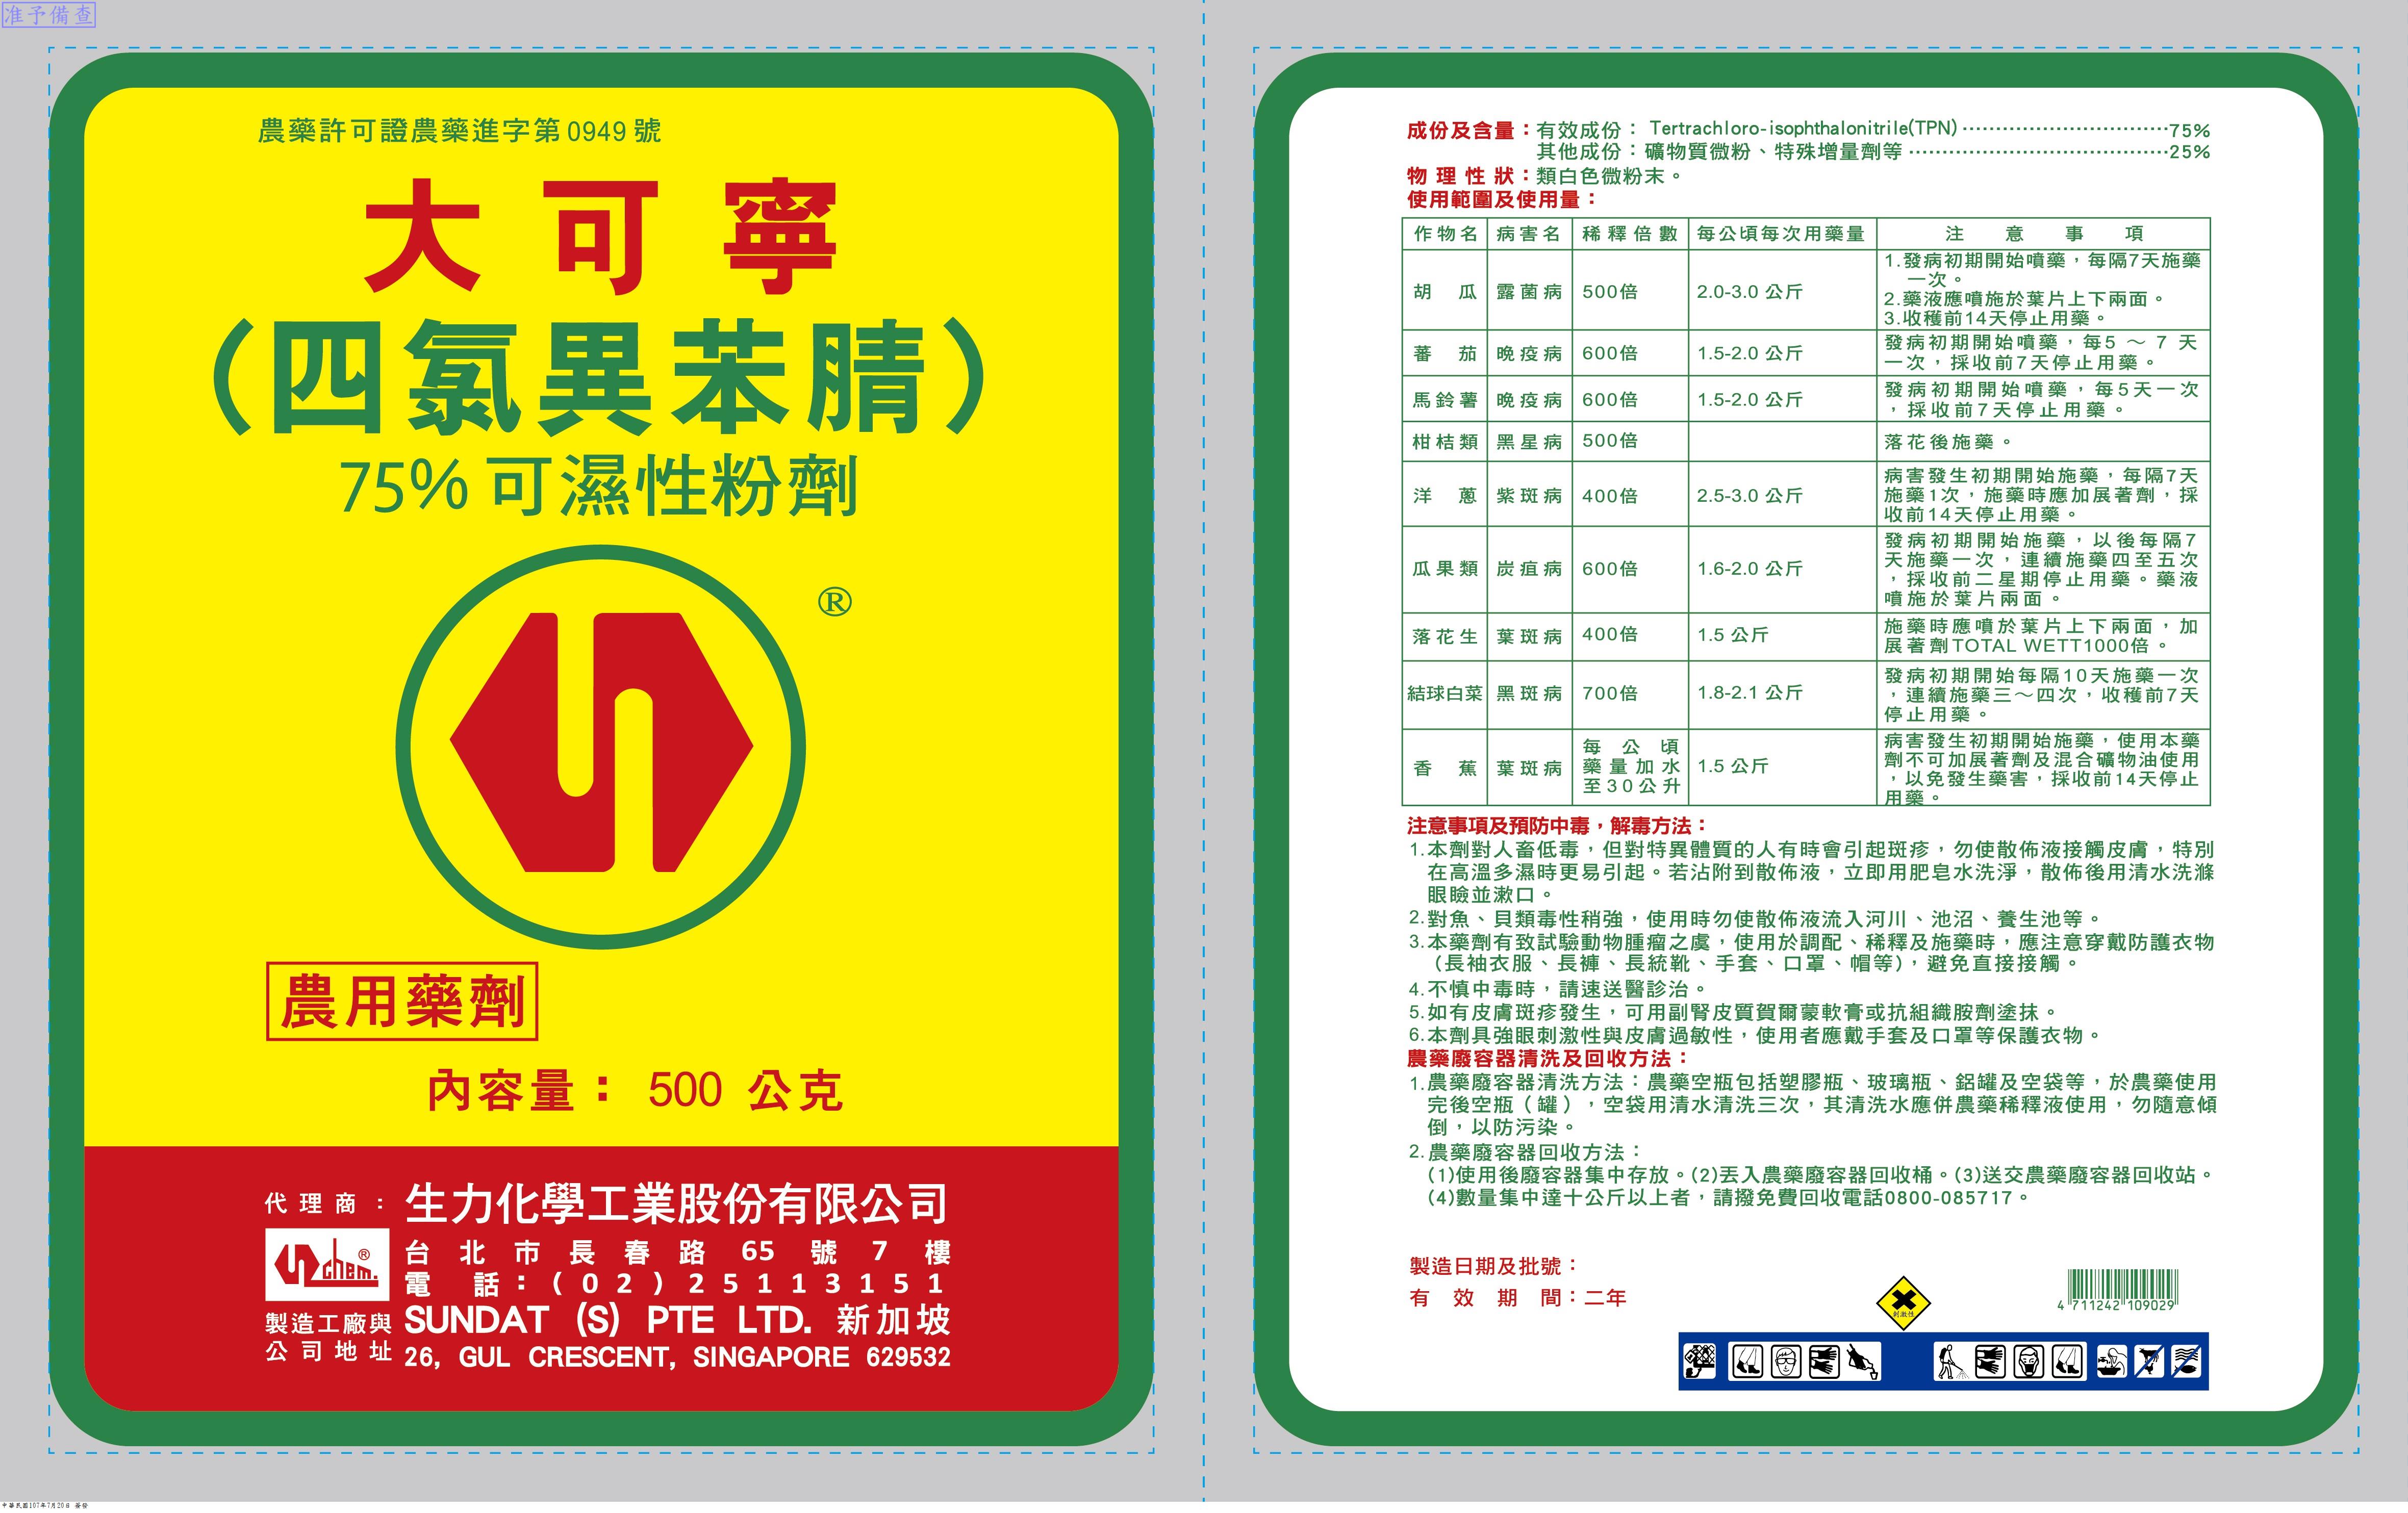 准予備查
農藥許可證農藥進字第0949號
大可寧
(四氯異苯腈)
75% 可濕性粉劑
®
農用藥劑
內容量： 500 公克
代理商： 生力化學工業股份有限公司
chem. ®
台北市長春路65號7樓
電話：(02)25113151
製造工廠與 SUNDAT (S) PTE LTD. 新加坡
公司地址 26, GUL CRESCENT, SINGAPORE 629532
成份及含量：有效成份： Tertrachloro-isophthalonitrile(TPN) ……………………………75%
其他成份：礦物質微粉、特殊增量劑等 ……………………………………25%
物理性狀：類白色微粉末。
使用範圍及使用量：
作物名 病害名 稀釋倍數 每公頃每次用藥量 注意事項
胡瓜 露菌病 500倍 2.0-3.0 公斤
1.發病初期開始噴藥，每隔7天施藥
一次。
2.藥液應噴施於葉片上下兩面。
3.收穫前14天停止用藥。
蕃茄 晚疫病 600倍 1.5-2.0 公斤
發病初期開始噴藥，每5 ～ 7 天
一次，採收前7天停止用藥。
馬鈴薯 晚疫病 600倍 1.5-2.0 公斤
發病初期開始噴藥，每5天一次
，採收前7天停止用藥。
柑桔類 黑星病 500倍 落花後施藥。
洋蔥 紫斑病 400倍 2.5-3.0 公斤
病害發生初期開始施藥，每隔7天
施藥1次，施藥時應加展著劑，採
收前14天停止用藥。
瓜果類 炭疽病 600倍 1.6-2.0 公斤
發病初期開始施藥，以後每隔7
天施藥一次，連續施藥四至五次
，採收前二星期停止用藥。藥液
噴施於葉片兩面。
落花生 葉斑病 400倍 1.5 公斤
施藥時應噴於葉片上下兩面，加
展著劑TOTAL WETT1000倍。
結球白菜 黑斑病 700倍 1.8-2.1 公斤
發病初期開始每隔10天施藥一次
，連續施藥三～四次，收穫前7天
停止用藥。
香蕉 葉斑病
每公頃
藥量加水
至30公升
1.5 公斤
病害發生初期開始施藥，使用本藥
劑不可加展著劑及混合礦物油使用
，以免發生藥害，採收前14天停止
用藥。
注意事項及預防中毒，解毒方法：
1.本劑對人畜低毒，但對特異體質的人有時會引起斑疹，勿使散佈液接觸皮膚，特別
在高溫多濕時更易引起。若沾附到散佈液，立即用肥皂水洗淨，散佈後用清水洗滌
眼瞼並漱口。
2.對魚、貝類毒性稍強，使用時勿使散佈液流入河川、池沼、養生池等。
3.本藥劑有致試驗動物腫瘤之虞，使用於調配、稀釋及施藥時，應注意穿戴防護衣物
(長袖衣服、長褲、長統靴、手套、口罩、帽等)，避免直接接觸。
4.不慎中毒時，請速送醫診治。
5.如有皮膚斑疹發生，可用副腎皮質賀爾蒙軟膏或抗組織胺劑塗抹。
6.本劑具強眼刺激性與皮膚過敏性，使用者應戴手套及口罩等保護衣物。
農藥廢容器清洗及回收方法：
1.農藥廢容器清洗方法：農藥空瓶包括塑膠瓶、玻璃瓶、鋁罐及空袋等，於農藥使用
完後空瓶（罐），空袋用清水清洗三次，其清洗水應併農藥稀釋液使用，勿隨意傾
倒，以防污染。
2.農藥廢容器回收方法：
(1)使用後廢容器集中存放。(2)丟入農藥廢容器回收桶。(3)送交農藥廢容器回收站。
(4)數量集中達十公斤以上者，請撥免費回收電話0800-085717。
製造日期及批號：
有效期間：二年
刺激性
4 711242 109029
中華民國107年7月20日 簽發